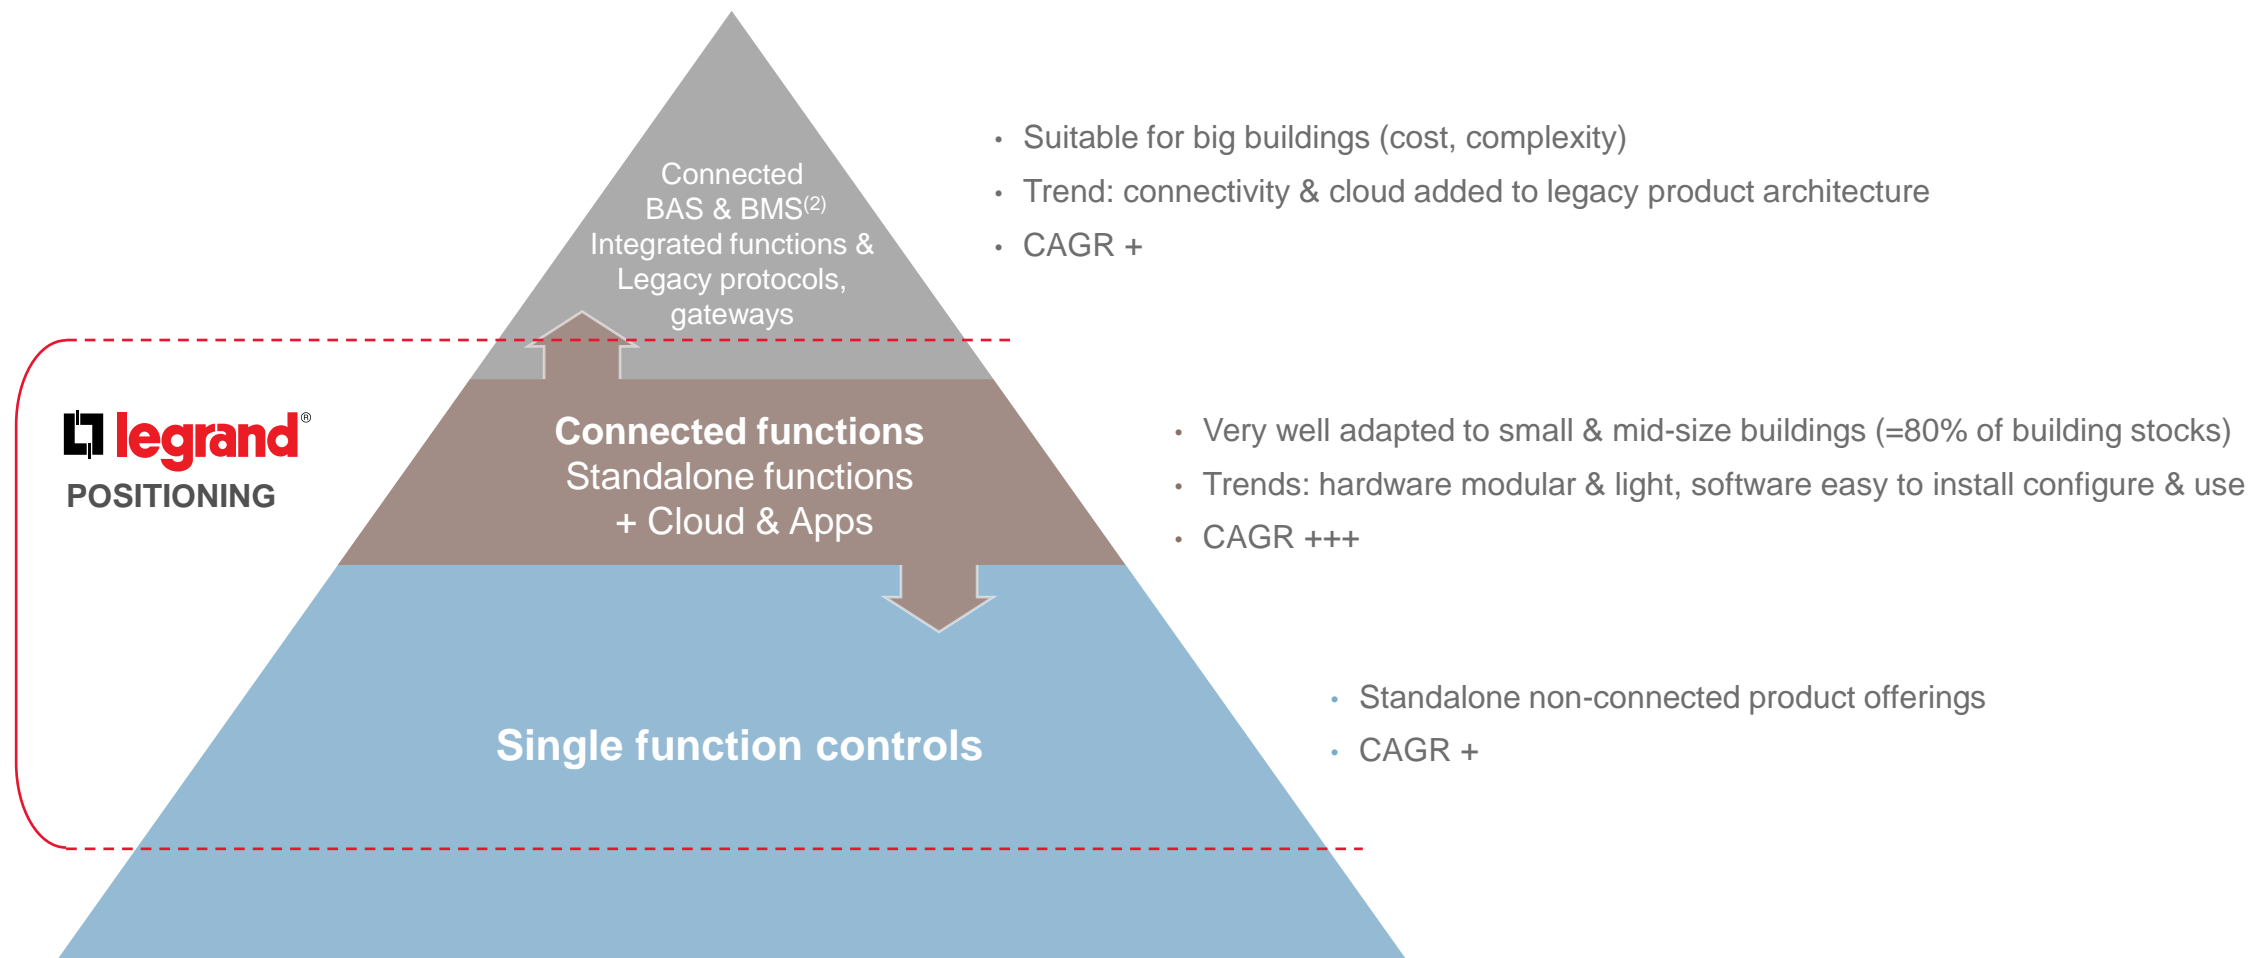 Connected
BAS & BMS(2)
Integrated functions &
Legacy protocols,
gateways
• Suitable for big buildings (cost, complexity)
• Trend: connectivity & cloud added to legacy product architecture
• CAGR +
legrand®
POSITIONING
Connected functions
Standalone functions
+ Cloud & Apps
• Very well adapted to small & mid-size buildings (=80% of building stocks)
• Trends: hardware modular & light, software easy to install configure & use
• CAGR +++
Single function controls
• Standalone non-connected product offerings
• CAGR +